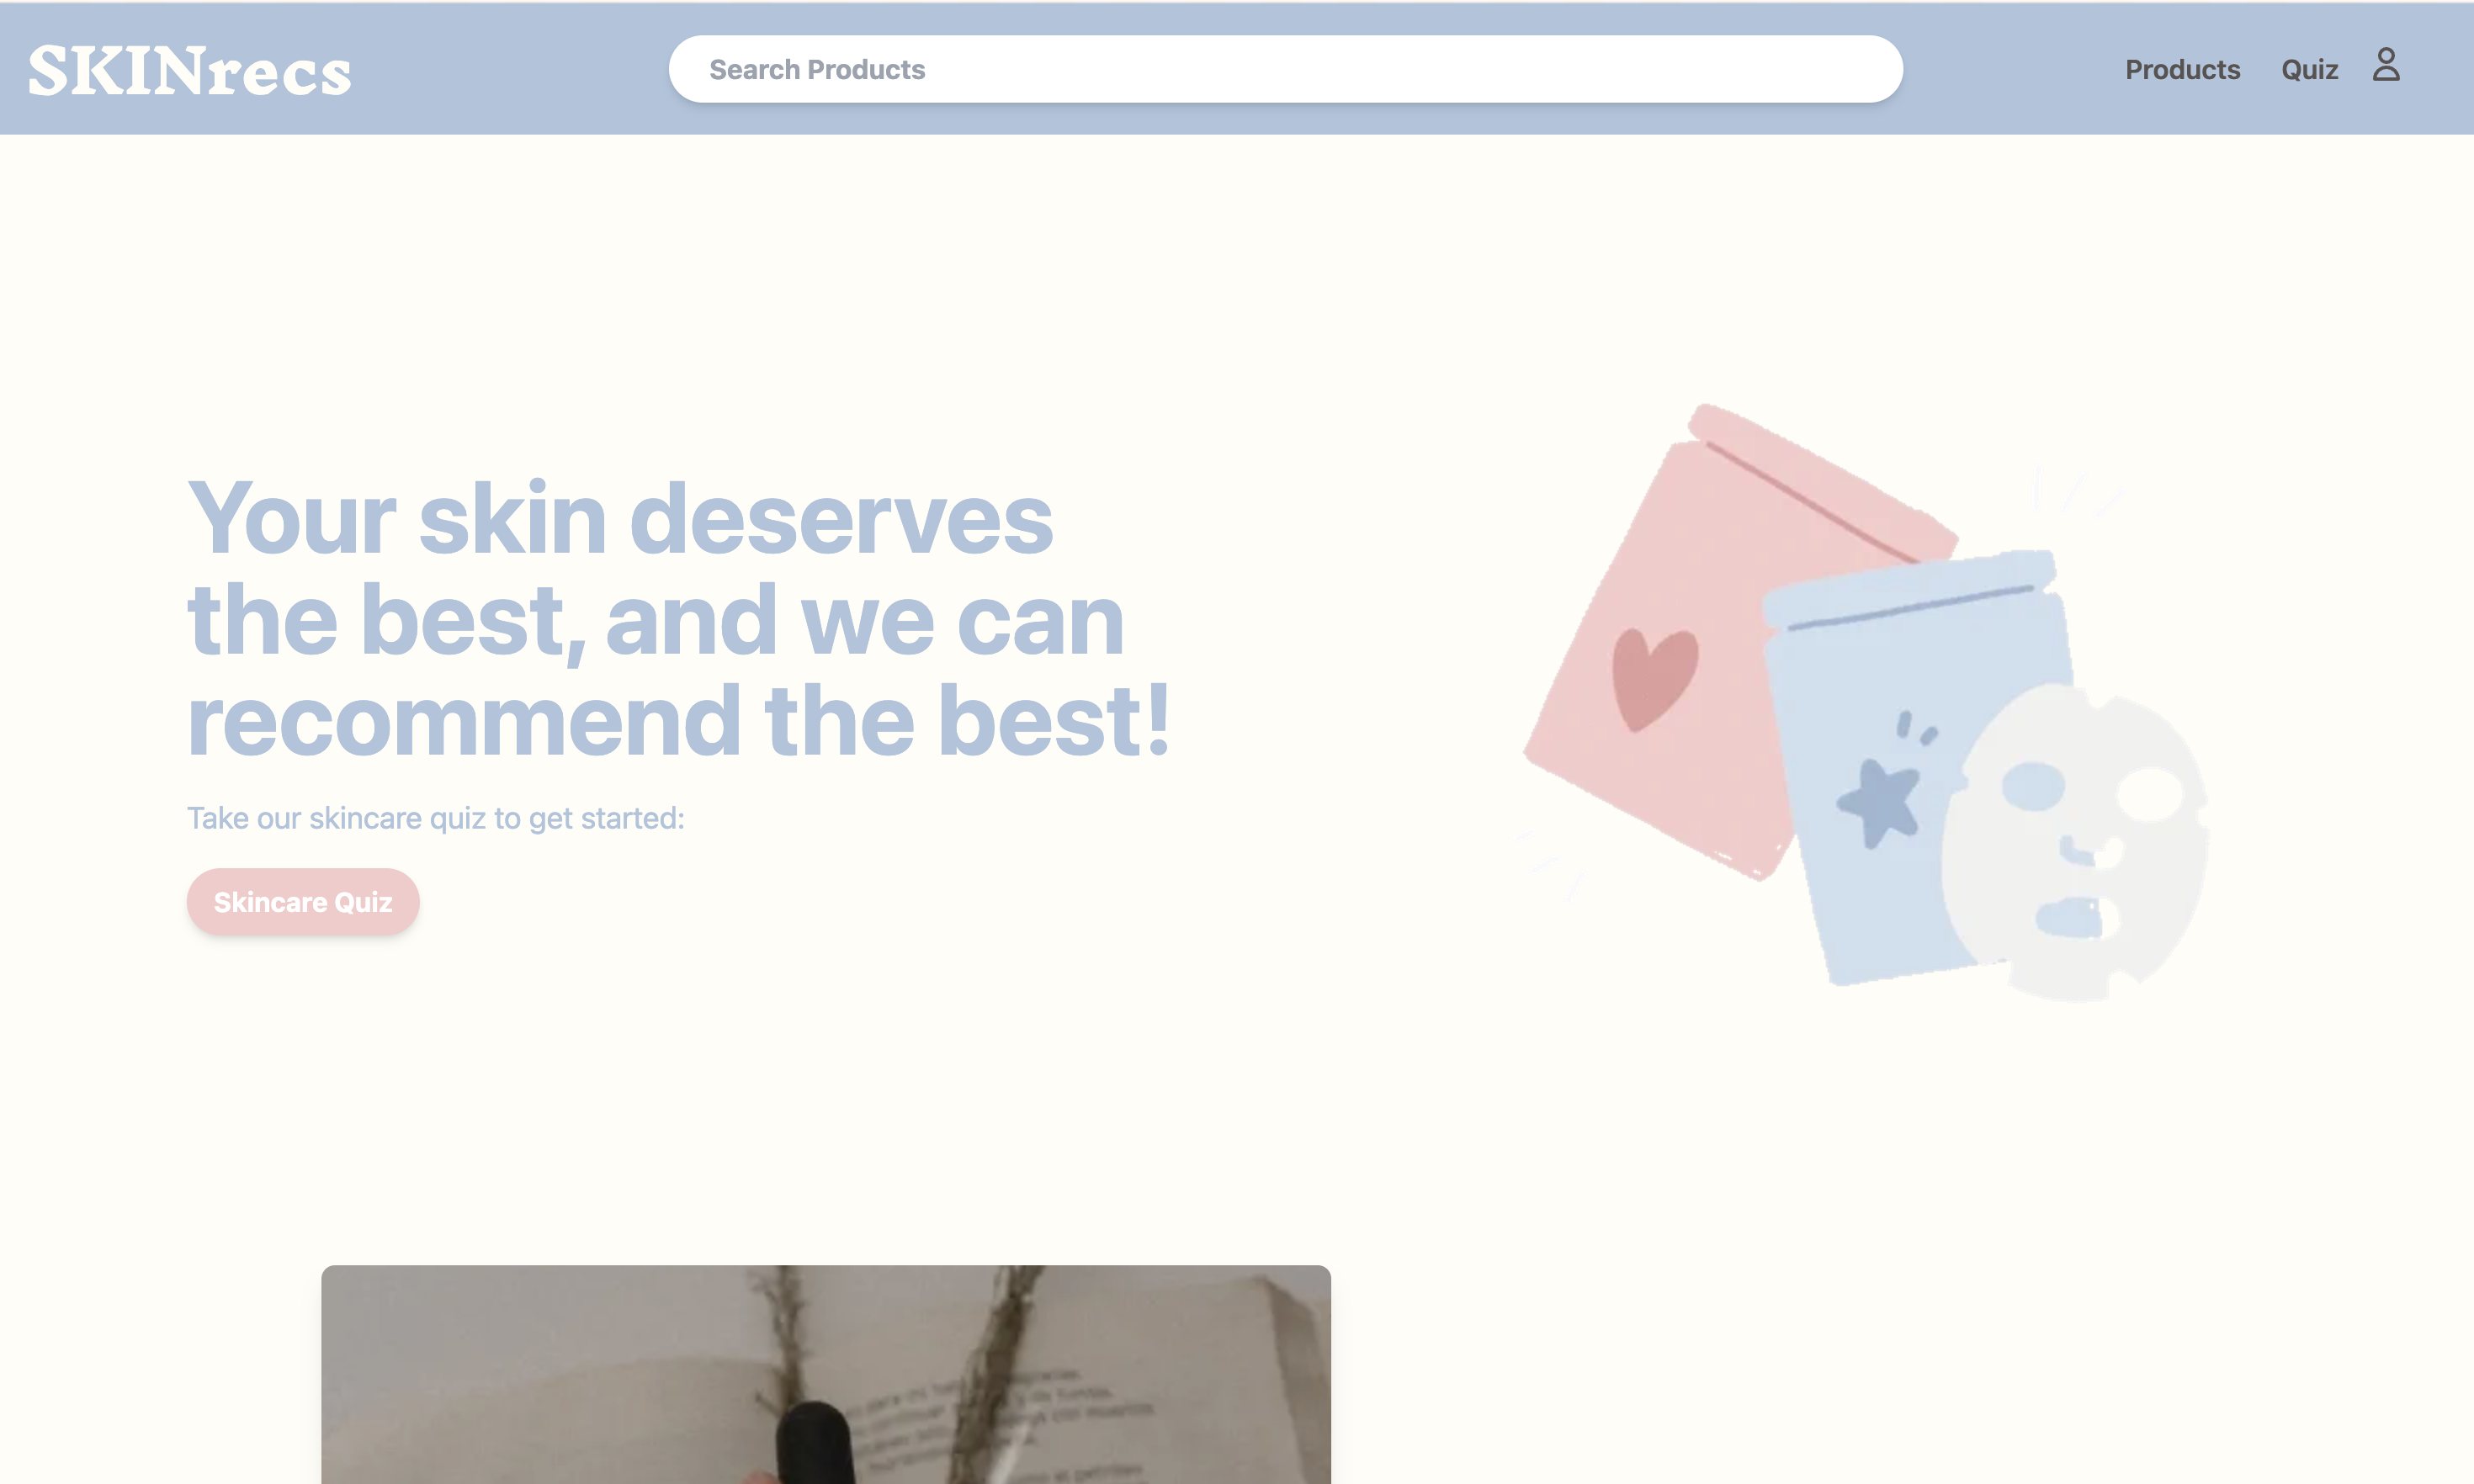 SKINrecs
Search Products
Products
Quiz
Your skin deserves
the best, and we can
recommend the best!
Take our skincare quiz to get started:
Skincare Quiz